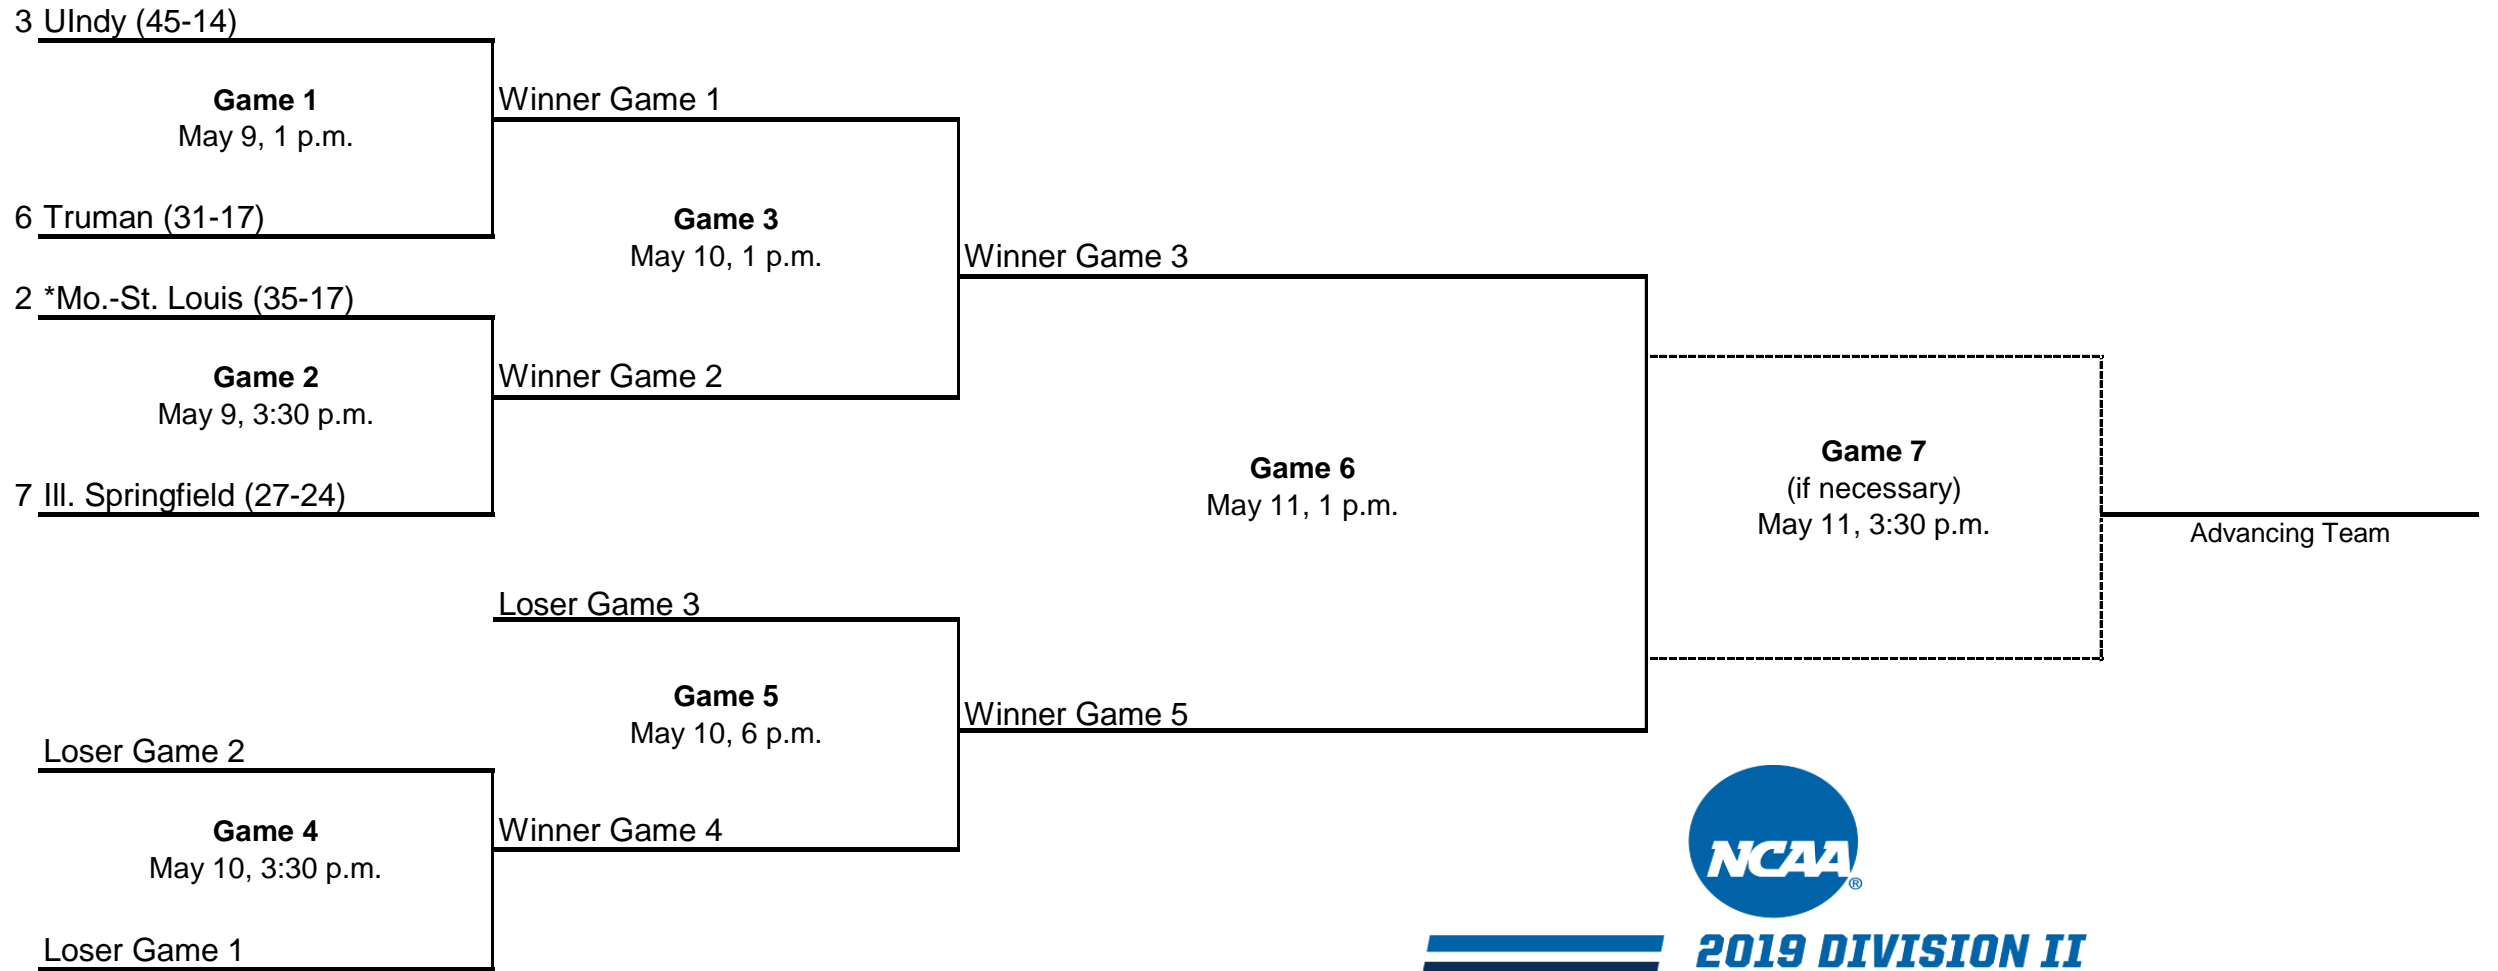 3 UIndy (45-14)
Game 1
May 9, 1 p.m.
6 Truman (31-17)
Winner Game 1
2 *Mo.-St. Louis (35-17)
Game 2
May 9, 3:30 p.m.
7 Ill. Springfield (27-24)
Winner Game 2
Game 3
May 10, 1 p.m.
Winner Game 3
Game 6
May 11, 1 p.m.
Game 7
(if necessary)
May 11, 3:30 p.m.
Advancing Team
Loser Game 3
Game 5
May 10, 6 p.m.
Winner Game 5
Loser Game 2
Game 4
May 10, 3:30 p.m.
Loser Game 1
Winner Game 4
NCAA®
2019 DIVISION II